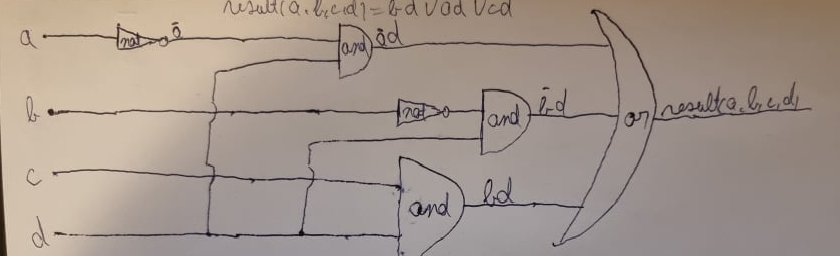 result(a,b,c,d)=b̄d∨ād∨cd
a not ā and ād
b not and b̄d or result(a,b,c,d)
c and bd
d